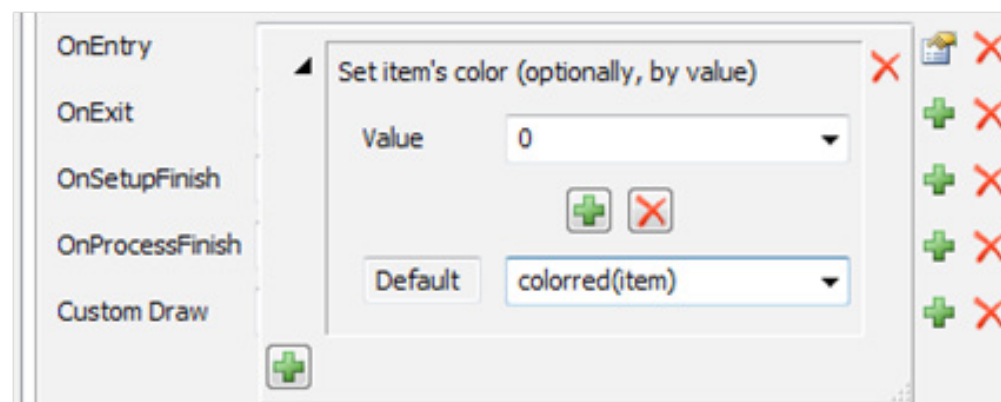 OnEntry
Set item's color (optionally, by value)
OnExit
Value
0
OnSetupFinish
OnProcessFinish
Default
colorred(item)
Custom Draw